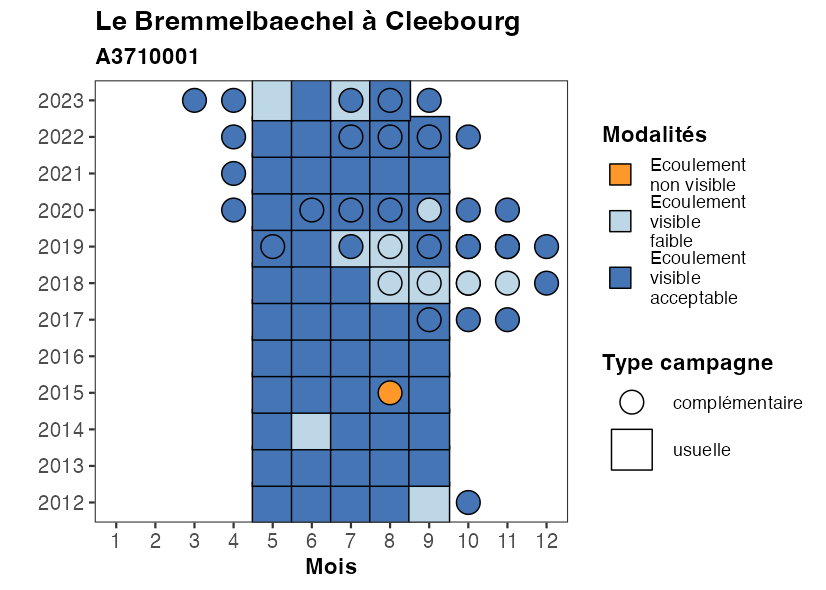 Le Bremmelbaechel à Cleebourg
A3710001
2023
2022
2021
2020
2019
2018
2017
2016
2015
2014
2013
2012
1 2 3 4 5 6 7 8 9 10 11 12
Mois
Modalités
Ecoulement
non visible
Ecoulement
visible
faible
Ecoulement
visible
acceptable
Type campagne
complémentaire
usuelle